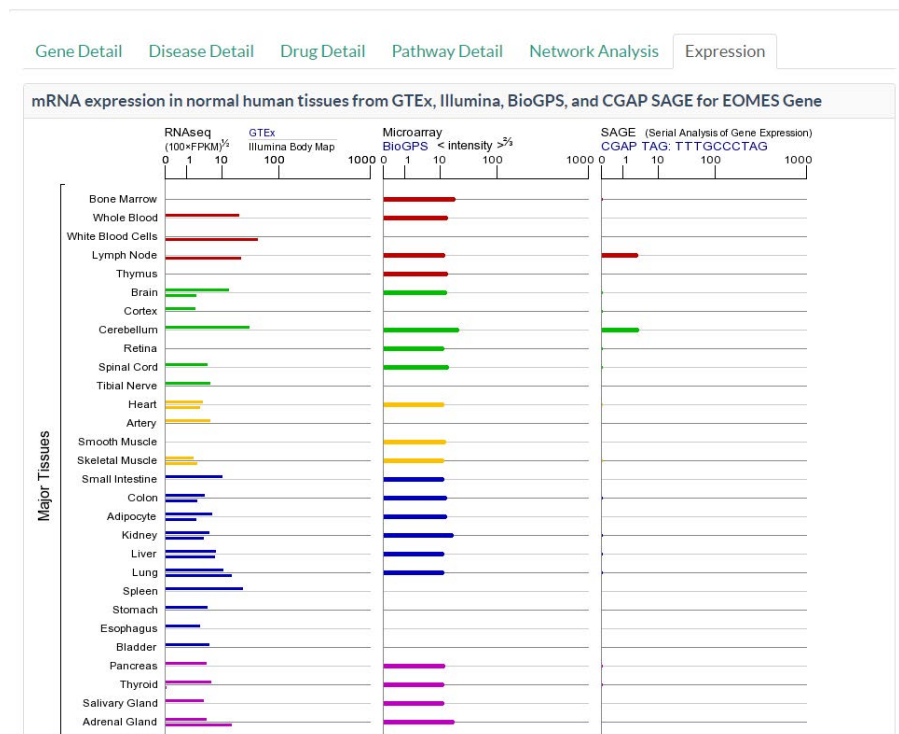 Gene Detail Disease Detail Drug Detail Pathway Detail Network Analysis Expression
mRNA expression in normal human tissues from GTEx, Illumina, BioGPS, and CGAP SAGE for EOMES Gene
RNAseq GTEx Microarray SAGE (Serial Analysis of Gene Expression)
(100×FPKM)½ Illumina Body Map BioGPS < intensity >⅔ CGAP TAG: TTTGCCCTAG
0 1 10 100 1000 0 1 10 100 1000 0 1 10 100 1000
Major Tissues
Bone Marrow
Whole Blood
White Blood Cells
Lymph Node
Thymus
Brain
Cortex
Cerebellum
Retina
Spinal Cord
Tibial Nerve
Heart
Artery
Smooth Muscle
Skeletal Muscle
Small Intestine
Colon
Adipocyte
Kidney
Liver
Lung
Spleen
Stomach
Esophagus
Bladder
Pancreas
Thyroid
Salivary Gland
Adrenal Gland